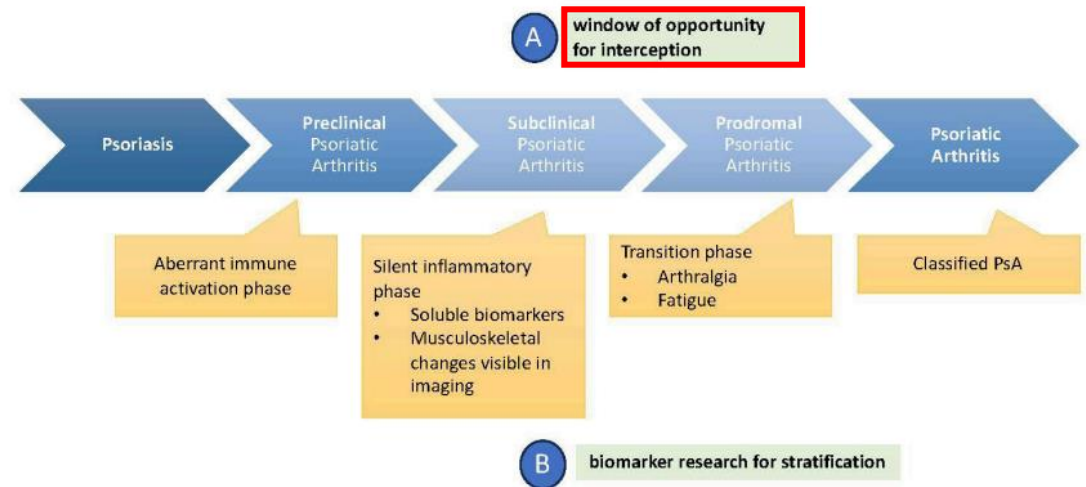 A
window of opportunity
for interception
Psoriasis
Preclinical
Psoriatic
Arthritis
Subclinical
Psoriatic
Arthritis
Prodromal
Psoriatic
Arthritis
Psoriatic
Arthritis
Aberrant immune
activation phase
Silent inflammatory
phase
• Soluble biomarkers
• Musculoskeletal
changes visible in
imaging
Transition phase
• Arthralgia
• Fatigue
Classified PsA
B
biomarker research for stratification